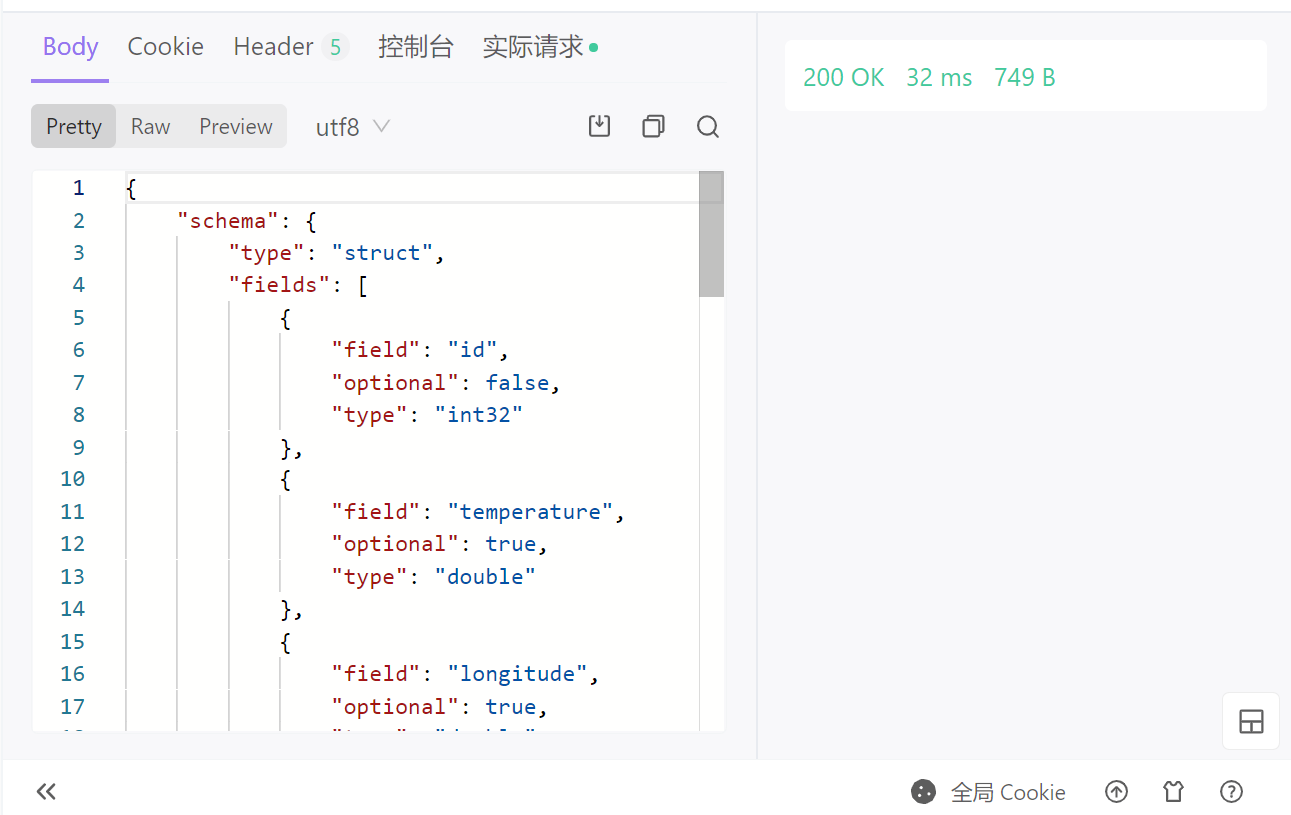 Body Cookie Header 5 控制台 实际请求
200 OK 32 ms 749 B
Pretty Raw Preview utf8
1 {
2 "schema": {
3 "type": "struct",
4 "fields": [
5 {
6 "field": "id",
7 "optional": false,
8 "type": "int32"
9 },
10 {
11 "field": "temperature",
12 "optional": true,
13 "type": "double"
14 },
15 {
16 "field": "longitude",
17 "optional": true,
全局 Cookie